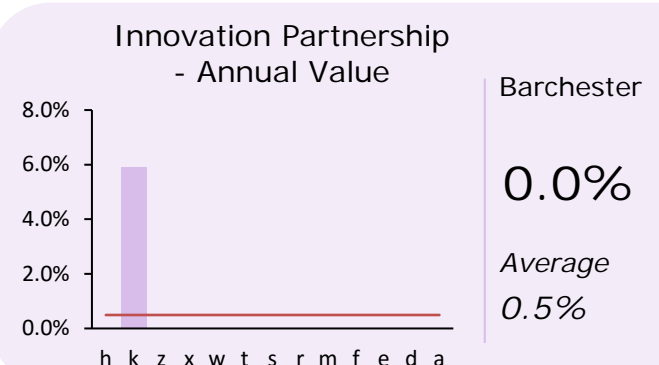 Innovation Partnership
- Annual Value
8.0%
6.0%
4.0%
2.0%
0.0%
h k z x w t s r m f e d a
Barchester
0.0%
Average
0.5%